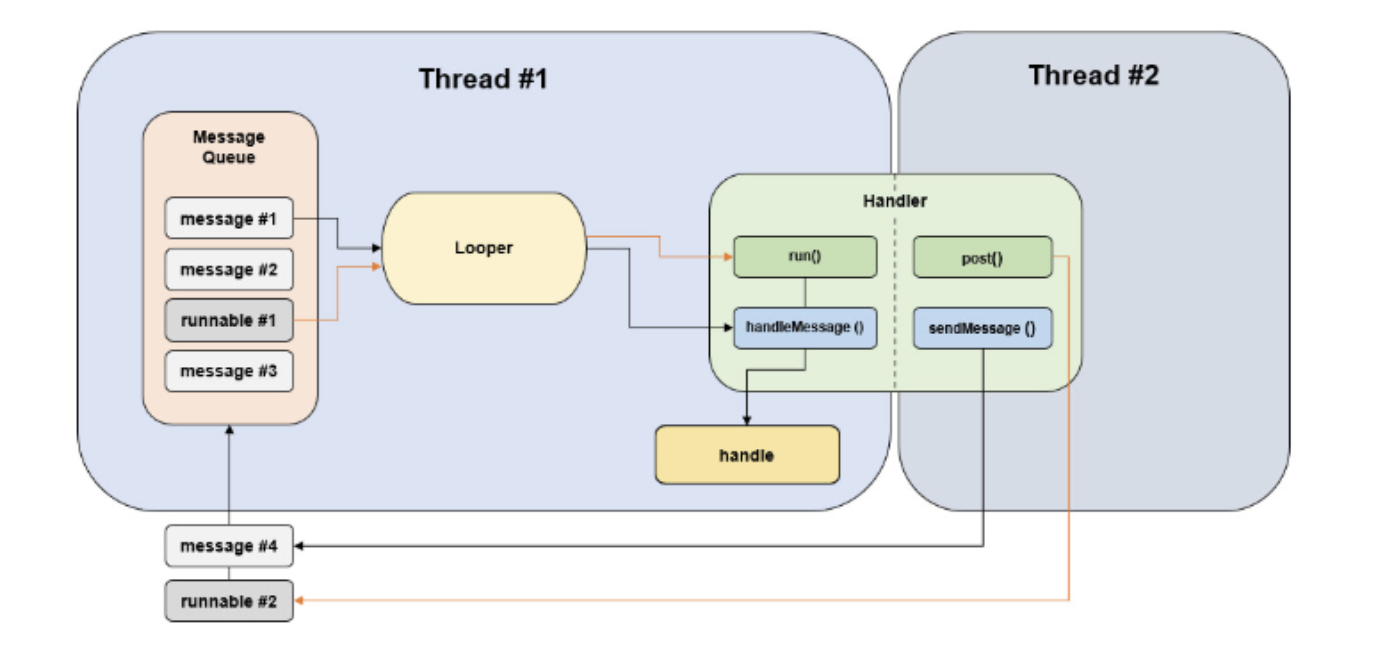 Thread #1
Thread #2
Message
Queue
message #1
message #2
runnable #1
message #3
Looper
Handler
run()
post()
handleMessage ()
sendMessage ()
handle
message #4
runnable #2